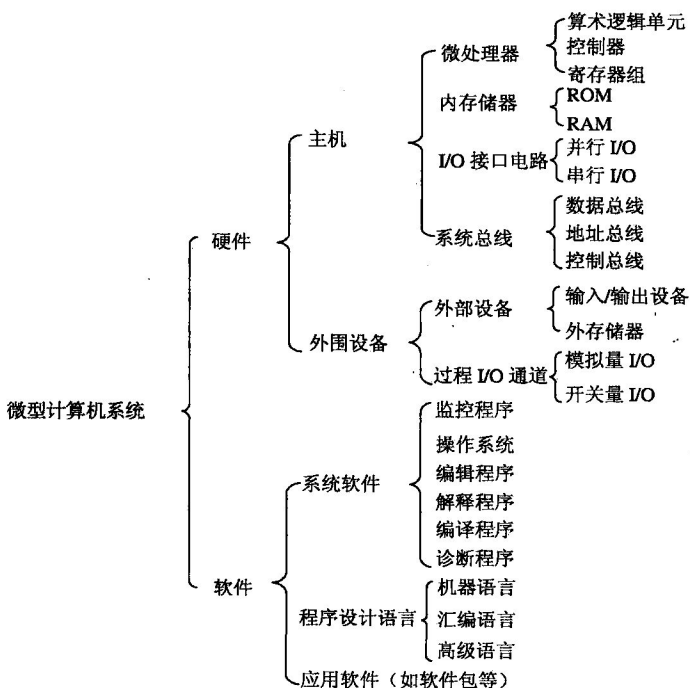 算术逻辑单元
微处理器
控制器
寄存器组
内存储器
ROM
RAM
主机
I/O 接口电路
并行 I/O
串行 I/O
数据总线
硬件
系统总线
地址总线
控制总线
外部设备
输入/输出设备
外围设备
外存储器
过程 I/O 通道
模拟量 I/O
开关量 I/O
微型计算机系统
监控程序
操作系统
系统软件
编辑程序
解释程序
编译程序
诊断程序
软件
机器语言
程序设计语言
汇编语言
高级语言
应用软件（如软件包等）